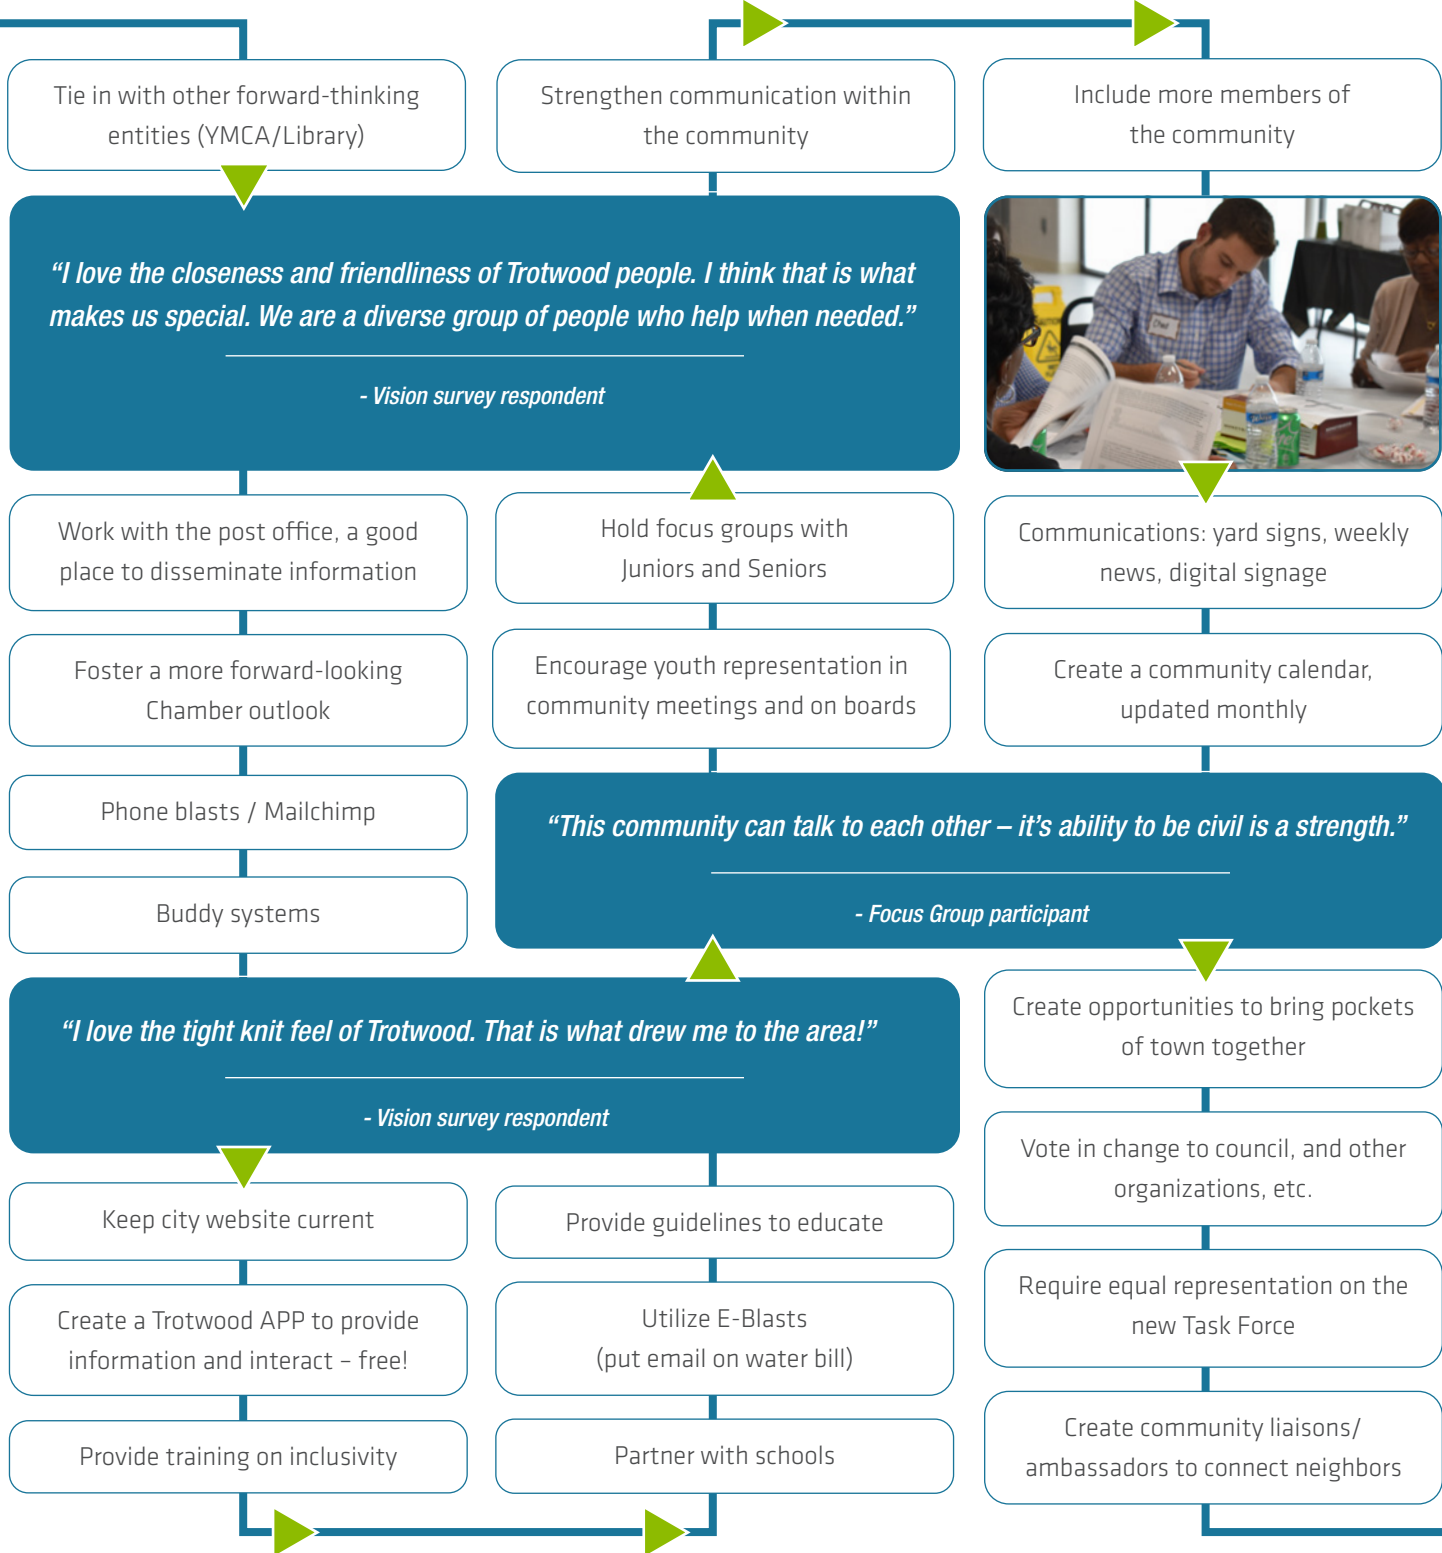 Tie in with other forward-thinking
entities (YMCA/Library)
“I love the closeness and friendliness of Trotwood people. I think that is what
makes us special. We are a diverse group of people who help when needed.”
- Vision survey respondent
Work with the post office, a good
place to disseminate information
Foster a more forward-looking
Chamber outlook
Phone blasts / Mailchimp
Buddy systems
“I love the tight knit feel of Trotwood. That is what drew me to the area!”
- Vision survey respondent
Keep city website current
Create a Trotwood APP to provide
information and interact – free!
Provide training on inclusivity
Partner with schools
Utilize E-Blasts
(put email on water bill)
Provide guidelines to educate
“This community can talk to each other – it’s ability to be civil is a strength.”
- Focus Group participant
Encourage youth representation in
community meetings and on boards
Hold focus groups with
Juniors and Seniors
Strengthen communication within
the community
Include more members of
the community
Communications: yard signs, weekly
news, digital signage
Create a community calendar,
updated monthly
Create opportunities to bring pockets
of town together
Vote in change to council, and other
organizations, etc.
Require equal representation on the
new Task Force
Create community liaisons/
ambassadors to connect neighbors